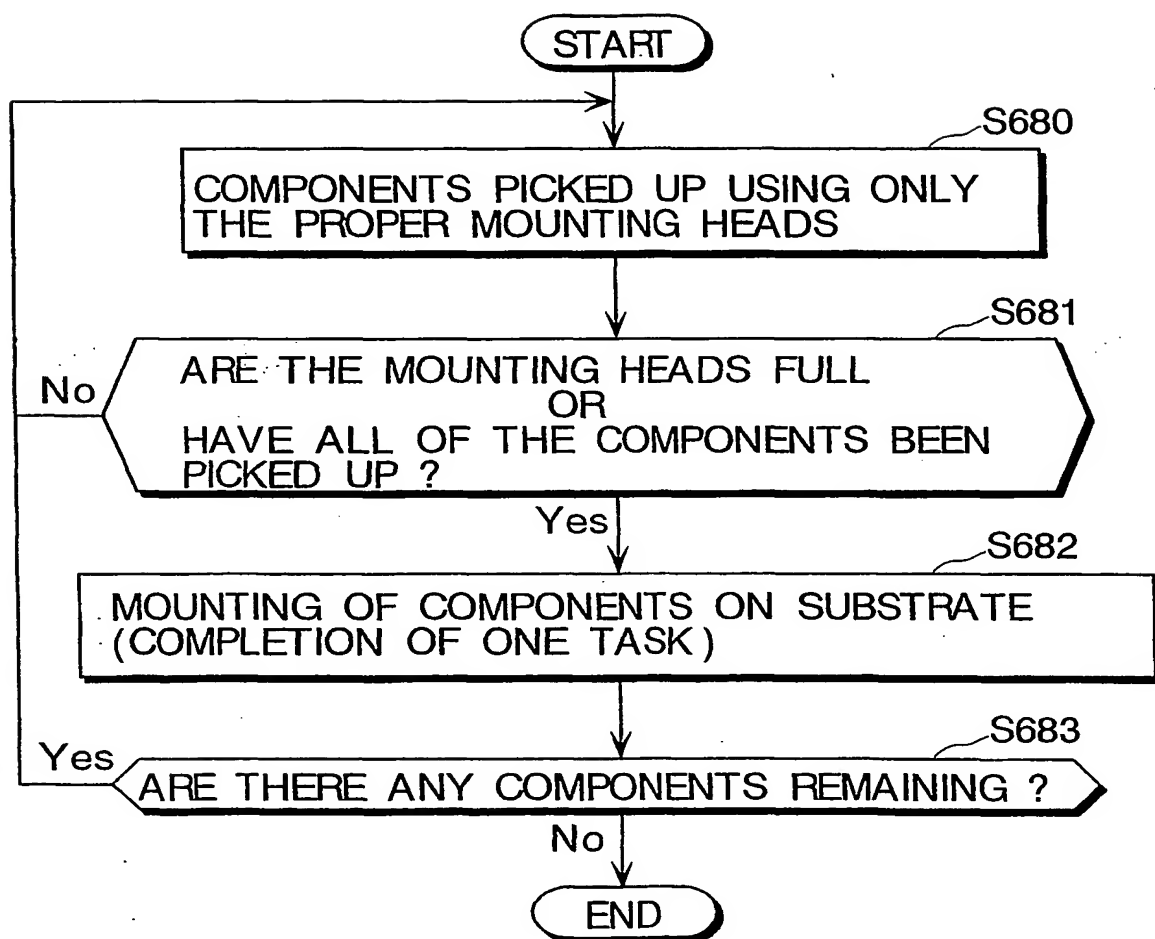 START
S680
COMPONENTS PICKED UP USING ONLY
THE PROPER MOUNTING HEADS
S681
No
ARE THE MOUNTING HEADS FULL
OR
HAVE ALL OF THE COMPONENTS BEEN
PICKED UP ?
Yes
S682
MOUNTING OF COMPONENTS ON SUBSTRATE
(COMPLETION OF ONE TASK)
S683
Yes
ARE THERE ANY COMPONENTS REMAINING ?
No
END